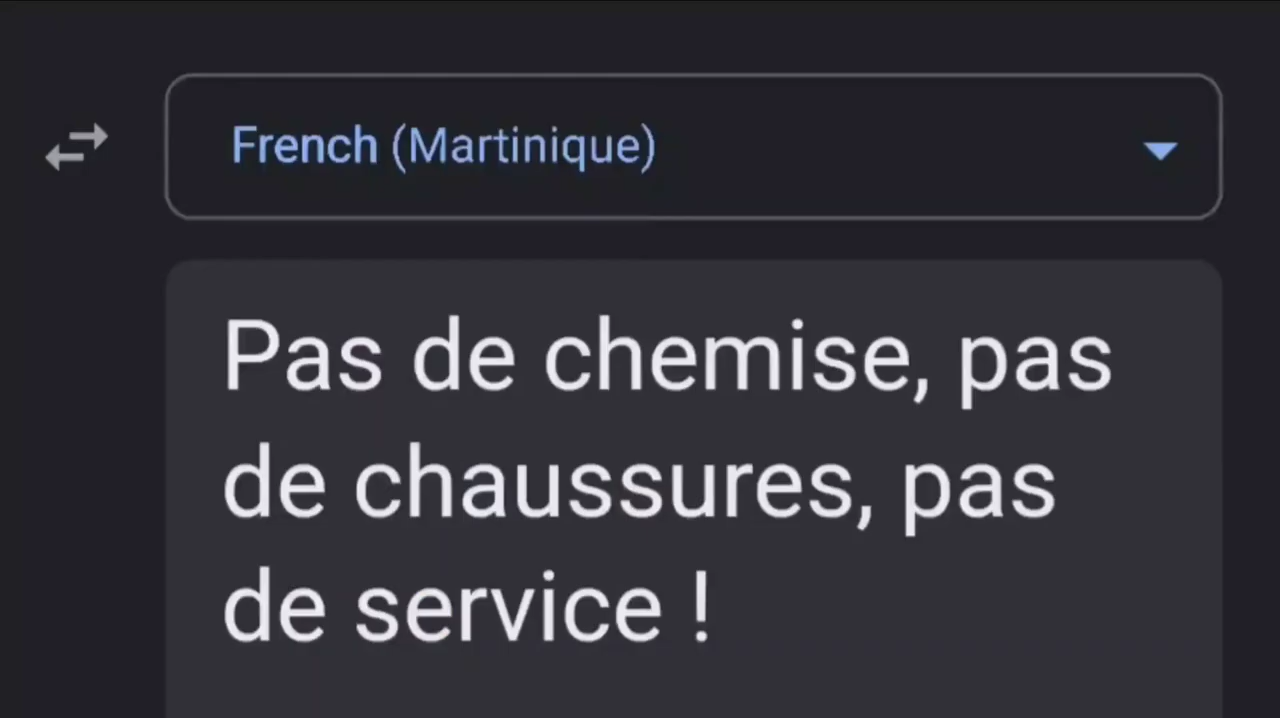 French (Martinique)
Pas de chemise, pas
de chaussures, pas
de service !